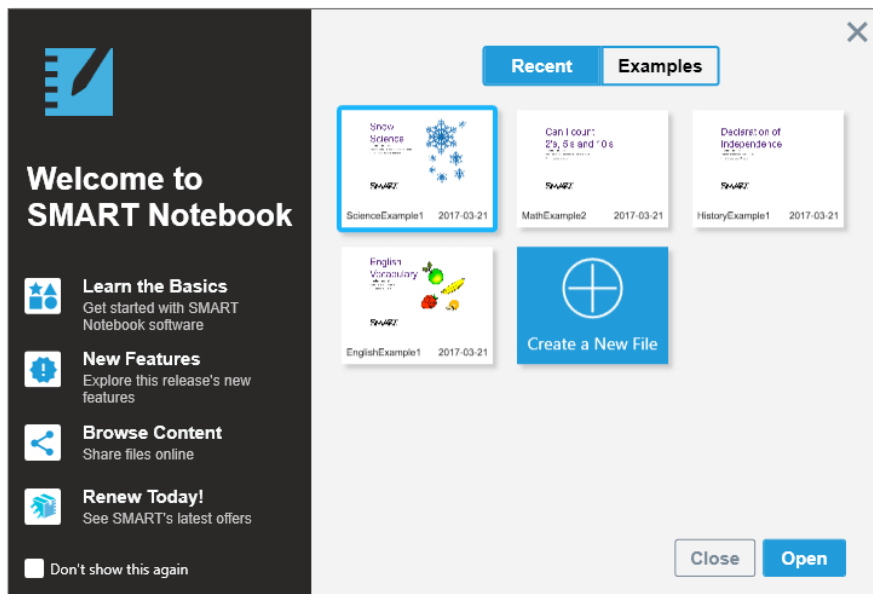 Welcome to
SMART Notebook
Learn the Basics
Get started with SMART
Notebook software
New Features
Explore this release's new
features
Browse Content
Share files online
Renew Today!
See SMART's latest offers
Don't show this again
Recent
Examples
Snow
Science
SMART
ScienceExample1 2017-03-21
Can I count
2's, 5's and 10's
SMART
MathExample2 2017-03-21
Declaration of
Independence
SMART
HistoryExample1 2017-03-21
English
Vocabulary
SMART
EnglishExample1 2017-03-21
Create a New File
Close
Open